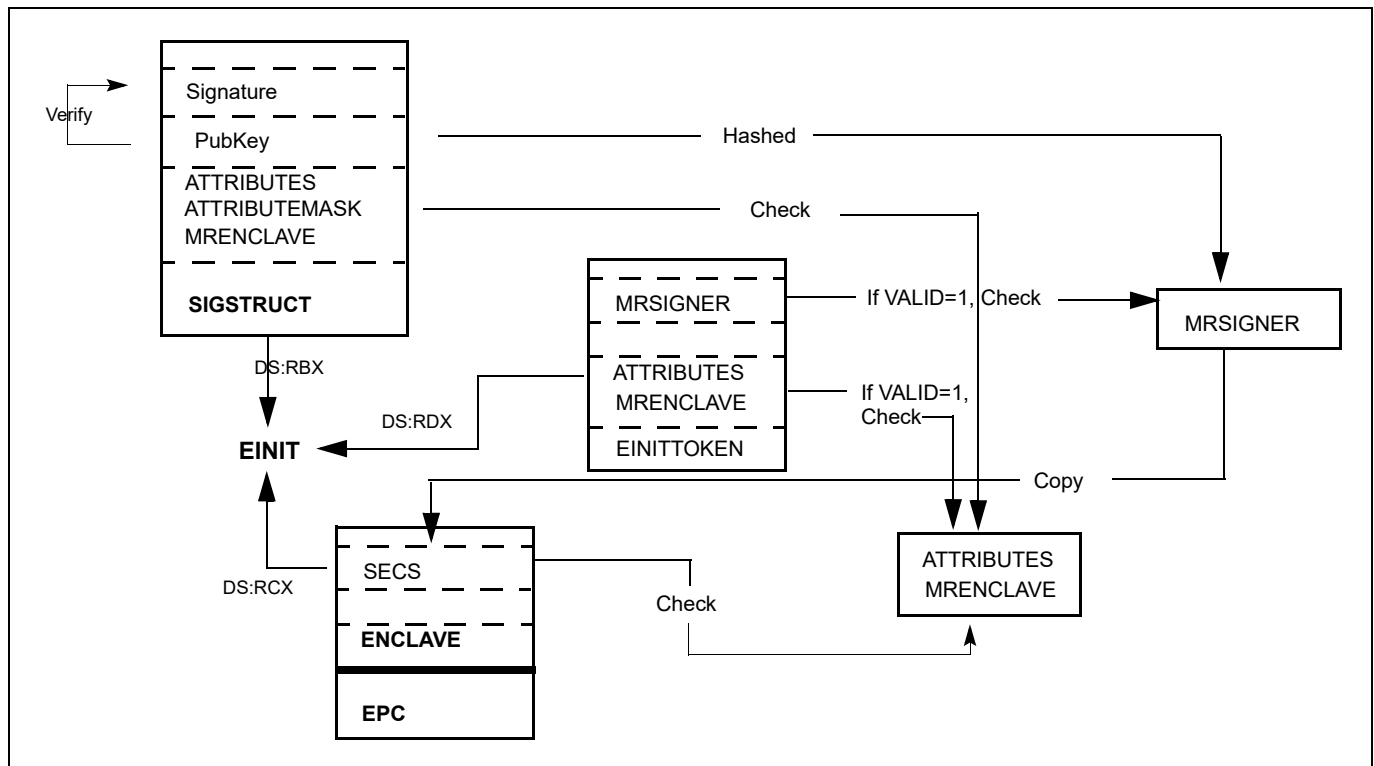 Signature
Verify
PubKey
Hashed
ATTRIBUTES
ATTRIBUTEMASK
MRENCLAVE
Check
SIGSTRUCT
MRSIGNER
If VALID=1, Check
MRSIGNER
DS:RBX
ATTRIBUTES
MRENCLAVE
If VALID=1,
Check
DS:RDX
EINIT
EINITTOKEN
Copy
SECS
DS:RCX
ENCLAVE
EPC
Check
ATTRIBUTES
MRENCLAVE